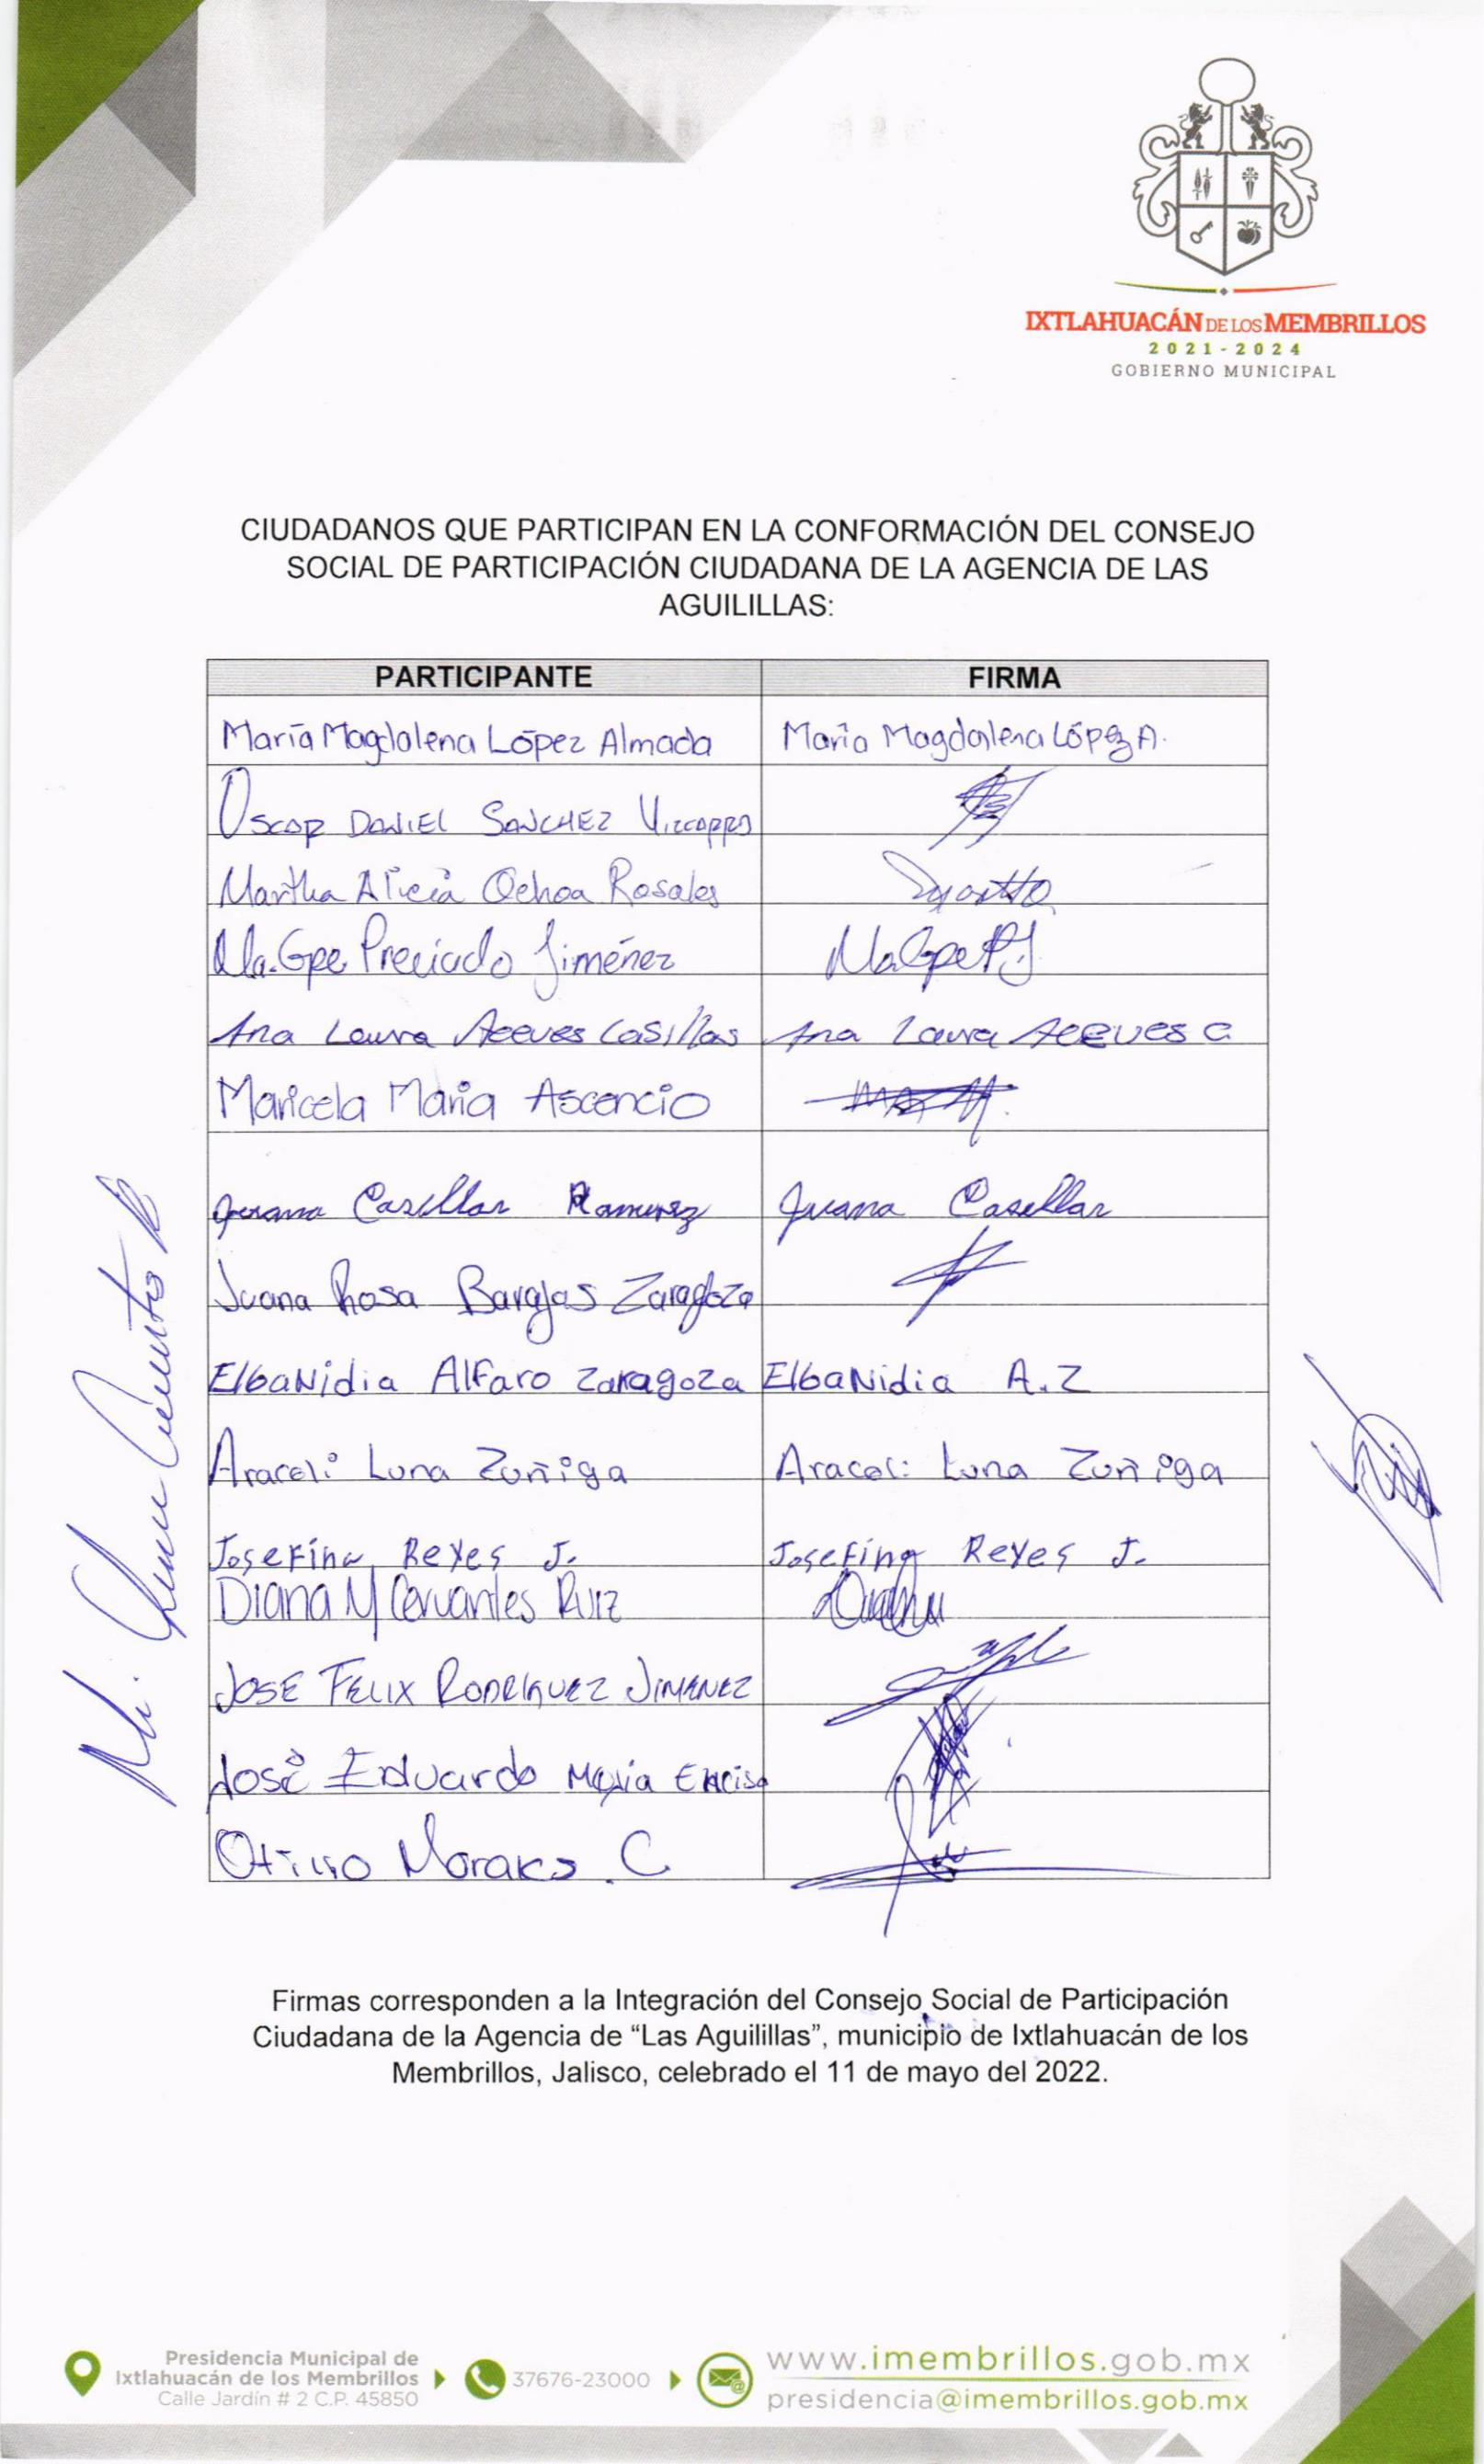 IXTLAHUACÁN DE LOS MEMBRILLOS
2021-2024
GOBIERNO MUNICIPAL
CIUDADANOS QUE PARTICIPAN EN LA CONFORMACIÓN DEL CONSEJO
SOCIAL DE PARTICIPACIÓN CIUDADANA DE LA AGENCIA DE LAS
AGUILILLAS:
PARTICIPANTE FIRMA
María Magdalena López Almada María Magdalena López A.
Oscar Daniel Sanchez Vizcarra
Martha Alicia Ochoa Rosales
Ma. Gpe Preciado Jiménez Ma Gpe P J
Ana Laura Aceves Casillas Ana Laura Aceves C
Maricela Maria Ascencio
Juana Casillas Ramirez Juana Casillas
Juana Rosa Barajas Zaragoza
ElbaNidia Alfaro Zaragoza ElbaNidia A.Z
Araceli Luna Zuñiga Araceli Luna Zuñiga
Josefina Reyes J. Josefina Reyes J.
Diana M Cervantes Ruiz
JOSE FELIX RODRIGUEZ JIMENEZ
José Eduardo Mejia Enciso
Morales C
Firmas corresponden a la Integración del Consejo Social de Participación
Ciudadana de la Agencia de “Las Aguilillas”, municipio de Ixtlahuacán de los
Membrillos, Jalisco, celebrado el 11 de mayo del 2022.
Presidencia Municipal de
Ixtlahuacán de los Membrillos
Calle Jardín # 2 C.P. 45850
37676-23000
www.imembrillos.gob.mx
presidencia@imembrillos.gob.mx